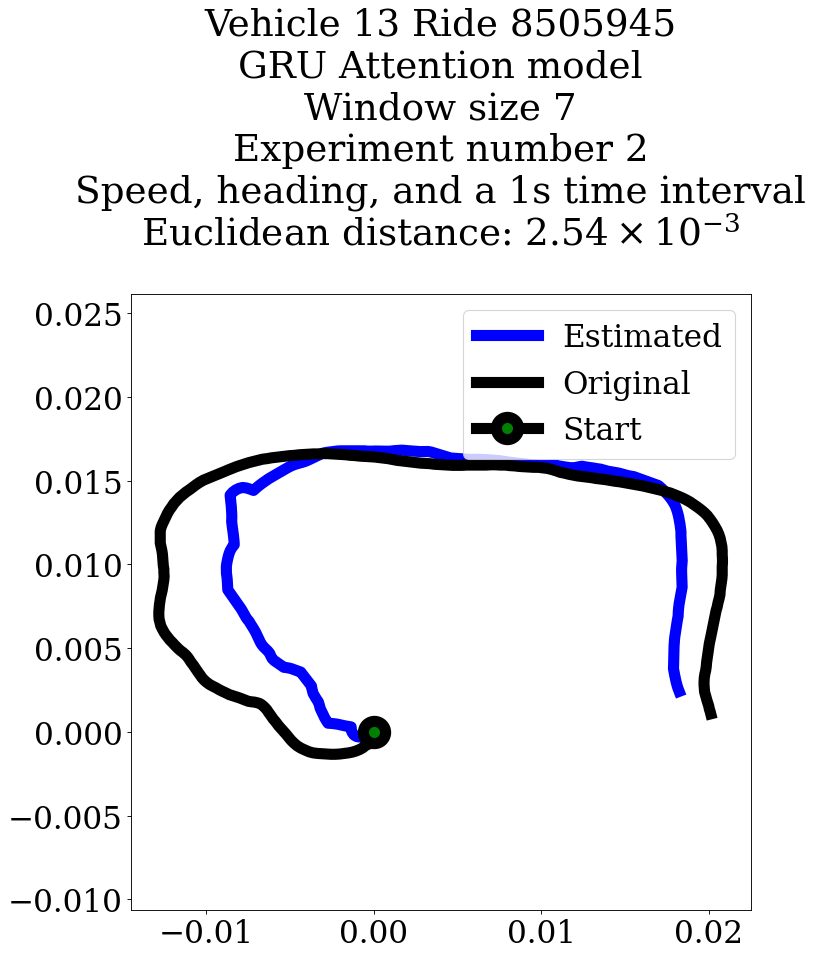 Vehicle 13 Ride 8505945
GRU Attention model
Window size 7
Experiment number 2
Speed, heading, and a 1s time interval
Euclidean distance: 2.54 × 10⁻³
0.025
Estimated
0.020
Original
Start
0.015
0.010
0.005
0.000
−0.005
−0.010
−0.01 0.00 0.01 0.02